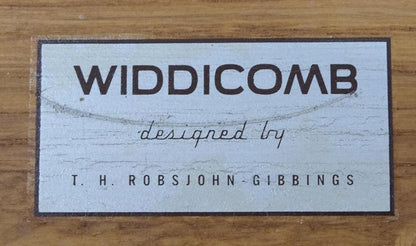 WIDDICOMB
designed by
T. H. ROBSJOHN-GIBBINGS